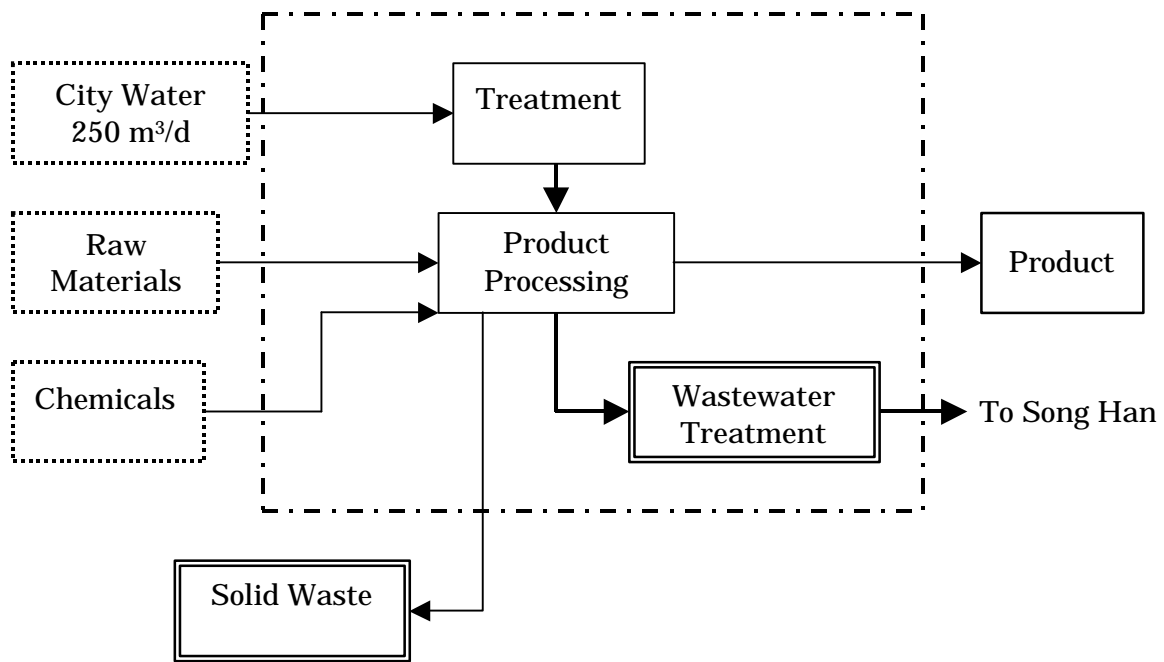 City Water
250 m³/d
Treatment
Raw
Materials
Product
Processing
Product
Chemicals
Wastewater
Treatment
To Song Han
Solid Waste